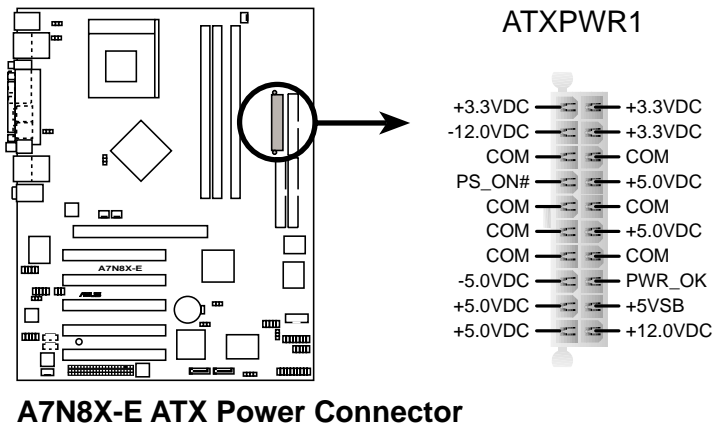 ATXPWR1
+3.3VDC +3.3VDC
-12.0VDC +3.3VDC
COM COM
PS_ON# +5.0VDC
COM COM
COM +5.0VDC
COM COM
-5.0VDC PWR_OK
+5.0VDC +5VSB
+5.0VDC +12.0VDC
A7N8X-E
ASUS
A7N8X-E ATX Power Connector